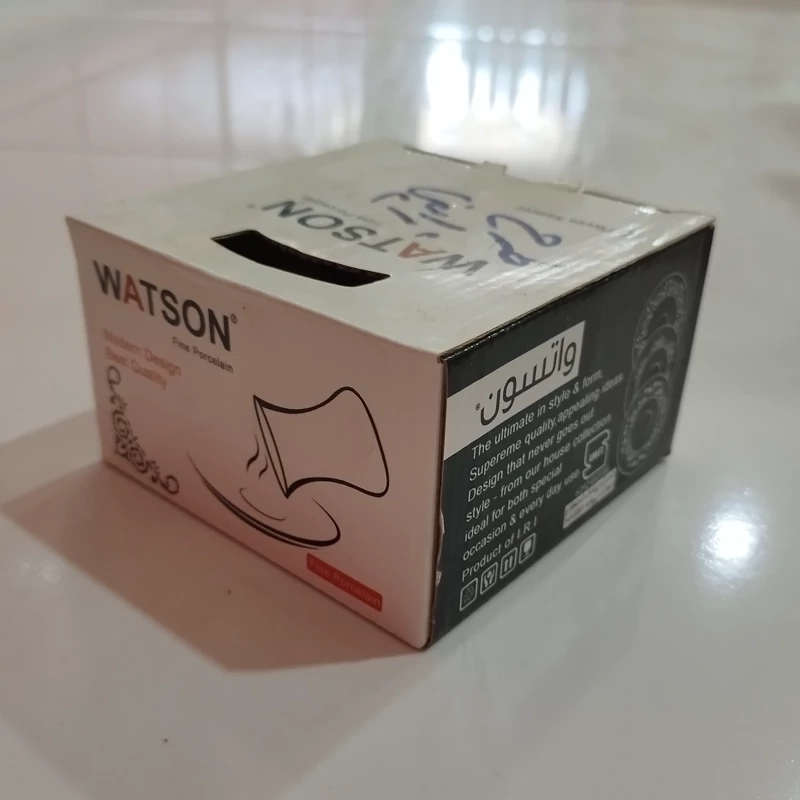 WATSON
WATSON®
Fine Porcelain
Modern Design
Best Quality
Fine Porcelain
واتسون®
The ultimate in style & form,
Supereme quality,appealing ideas
Design that never goes out
style - from our house collection
ideal for both special
occasion & every day use.
Product of I.R I